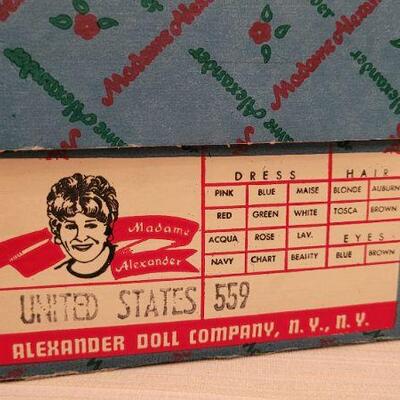 Madame Alexander
Madame Alexander
Madame Alexander
DRESS HAIR
PINK BLUE MAISE BLONDE AUBURN
RED GREEN WHITE TOSCA BROWN
ACQUA ROSE LAV. EYES
NAVY CHART BEAUTY BLUE BROWN
Madame
Alexander
UNITED STATES 559
ALEXANDER DOLL COMPANY, N.Y., N.Y.